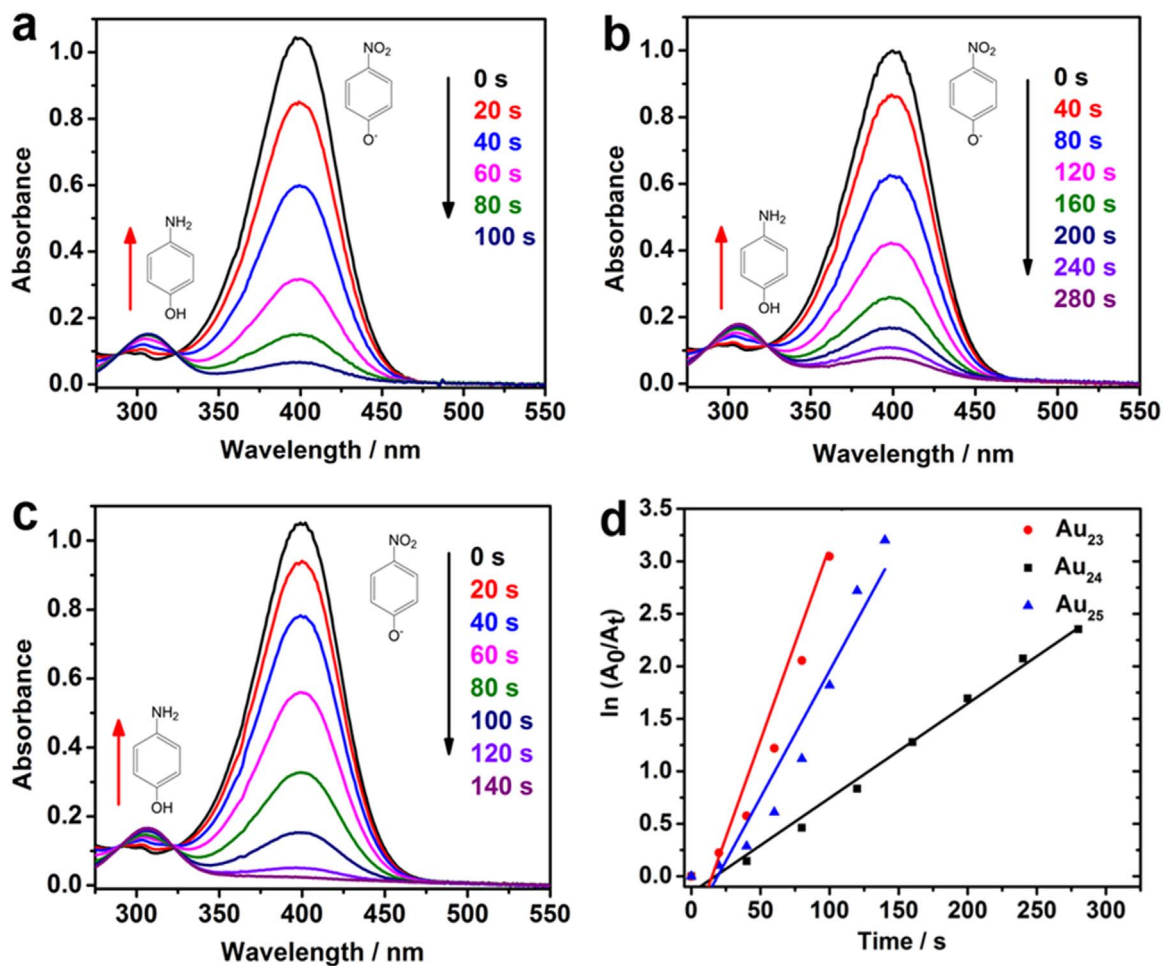 a
NO2
O-
0 s
20 s
40 s
60 s
80 s
100 s
NH2
OH
1.0
0.8
0.6
0.4
0.2
0.0
Absorbance
300 350 400 450 500 550
Wavelength / nm
b
NO2
O-
0 s
40 s
80 s
120 s
160 s
200 s
240 s
280 s
NH2
OH
1.0
0.8
0.6
0.4
0.2
0.0
Absorbance
300 350 400 450 500 550
Wavelength / nm
c
NO2
O-
0 s
20 s
40 s
60 s
80 s
100 s
120 s
140 s
NH2
OH
1.0
0.8
0.6
0.4
0.2
0.0
Absorbance
300 350 400 450 500 550
Wavelength / nm
d
Au23
Au24
Au25
3.5
3.0
2.5
2.0
1.5
1.0
0.5
0.0
ln (A0/At)
0 50 100 150 200 250 300
Time / s